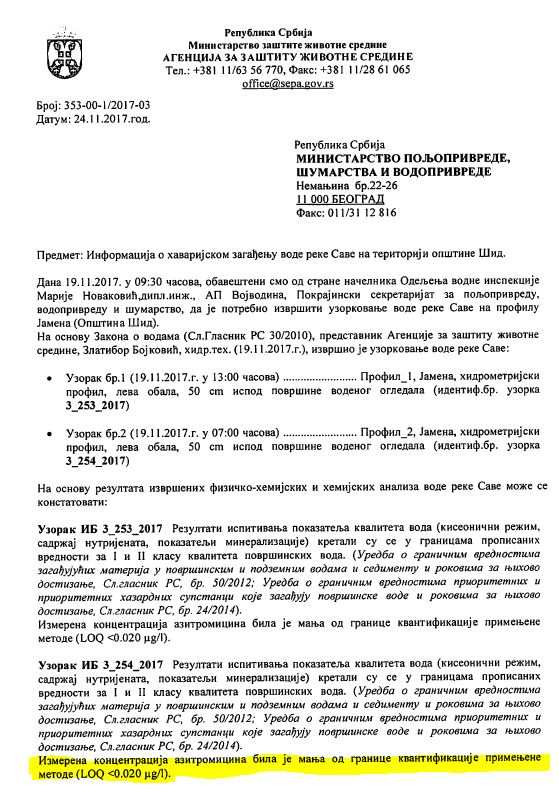 Република Србија
Министарство заштите животне средине
АГЕНЦИЈА ЗА ЗАШТИТУ ЖИВОТНЕ СРЕДИНЕ
Тел.: +381 11/63 56 770, Факс: +381 11/28 61 065
office@sepa.gov.rs
Број: 353-00-1/2017-03
Датум: 24.11.2017.год.
Република Србија
МИНИСТАРСТВО ПОЉОПРИВРЕДЕ,
ШУМАРСТВА И ВОДОПРИВРЕДЕ
Немањина бр.22-26
11 000 БЕОГРАД
Факс: 011/31 12 816
Предмет: Информација о хаваријском загађењу воде реке Саве на територији општине Шид.
Дана 19.11.2017. у 09:30 часова, обавештени смо од стране начелника Одељења водне инспекције
Марије Новаковић,дипл.инж., АП Војводина, Покрајински секретаријат за пољопривреду,
водопривреду и шумарство, да је потребно извршити узорковање воде реке Саве на профилу
Јамена (Општина Шид).
На основу Закона о водама (Сл.Гласник РС 30/2010), представник Агенције за заштиту животне
средине, Златибор Бојковић, хидр.тех. (19.11.2017.г.), извршио је узорковање воде реке Саве:
• Узорак бр.1 (19.11.2017.г. у 13:00 часова) ...................... Профил_1, Јамена, хидрометријски
профил, лева обала, 50 cm испод површине воденог огледала (идентиф.бр. узорка
3_253_2017)
• Узорак бр.2 (19.11.2017.г. у 07:00 часова) ...................... Профил_2, Јамена, хидрометријски
профил, лева обала, 50 cm испод површине воденог огледала (идентиф.бр. узорка
3_254_2017)
На основу резултата извршених физичко-хемијских и хемијских анализа воде реке Саве може се
констатовати:
Узорак ИБ 3_253_2017 Резултати испитивања показатеља квалитета вода (кисеонични режим,
садржај нутријената, показатељи минерализације) кретали су се у границама прописаних
вредности за I и II класу квалитета површинских вода. (Уредба о граничним вредностима
загађујућих материја у површинским и подземним водама и седименту и роковима за њихово
достизање, Сл.гласник РС, бр. 50/2012; Уредба о граничним вредностима приоритетних и
приоритетних хазардних супстанци које загађују површинске воде и роковима за њихово
достизање, Сл.гласник РС, бр. 24/2014).
Измерена концентрација азитромицина била је мања од границе квантификације примењене
методе (LOQ <0.020 µg/l).
Узорак ИБ 3_254_2017 Резултати испитивања показатеља квалитета вода (кисеонични режим,
садржај нутријената, показатељи минерализације) кретали су се у границама прописаних
вредности за I и II класу квалитета површинских вода. (Уредба о граничним вредностима
загађујућих материја у површинским и подземним водама и седименту и роковима за њихово
достизање, Сл.гласник РС, бр. 50/2012; Уредба о граничним вредностима приоритетних и
приоритетних хазардних супстанци које загађују површинске воде и роковима за њихово
достизање, Сл.гласник РС, бр. 24/2014).
Измерена концентрација азитромицина била је мања од границе квантификације примењене
методе (LOQ <0.020 µg/l).